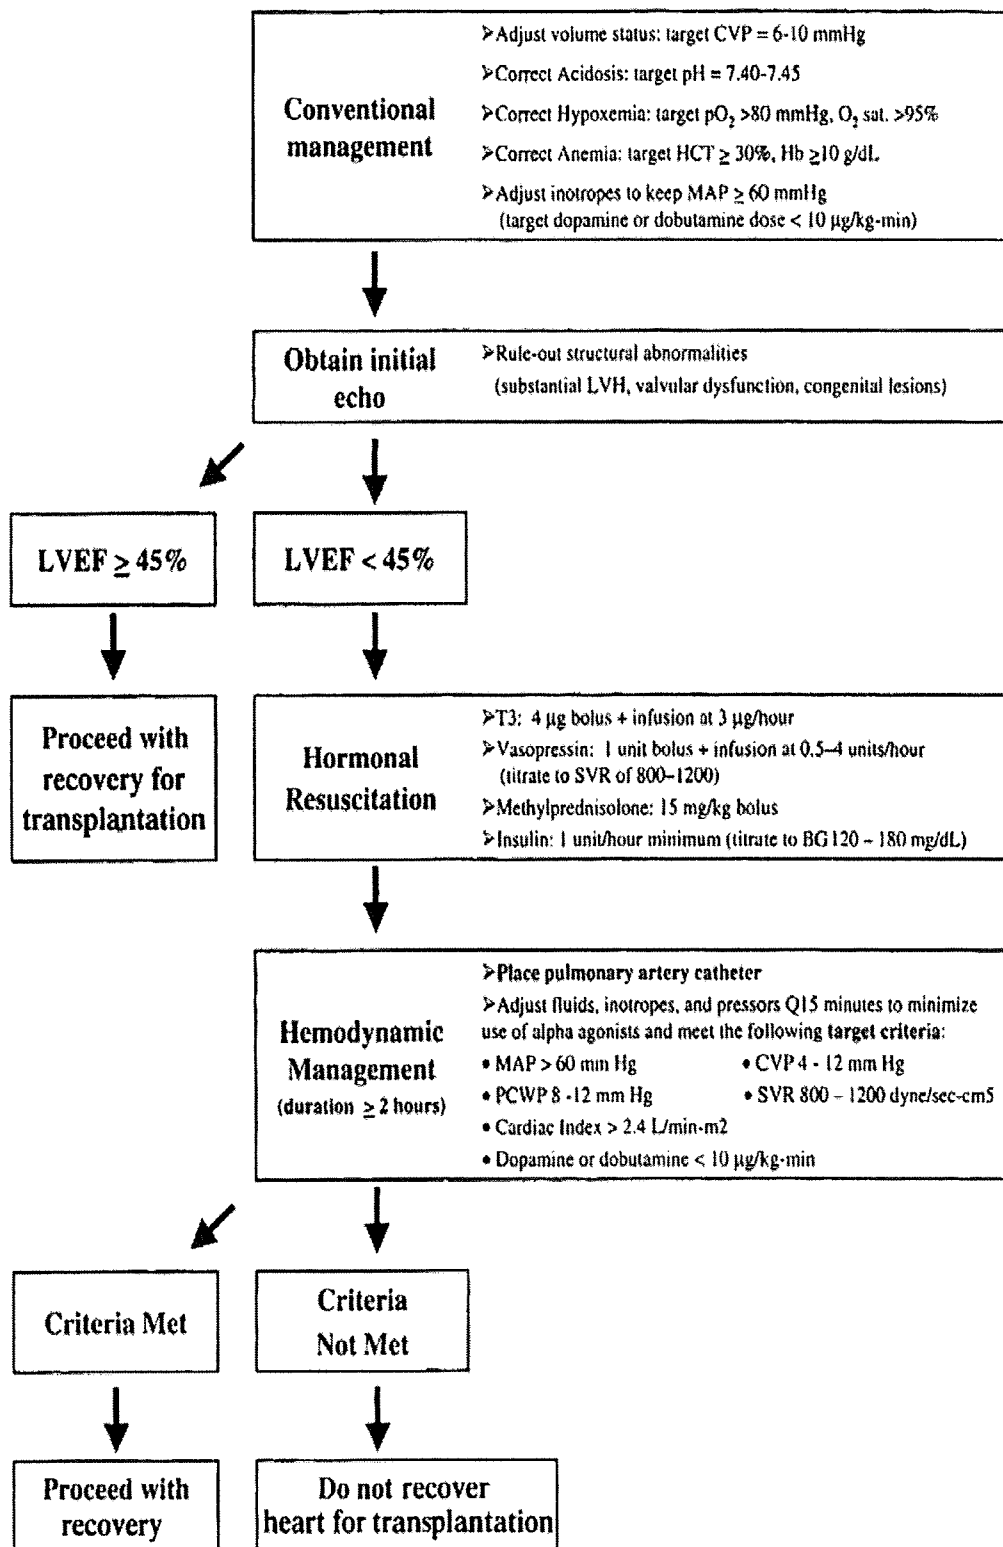 Conventional
management
➢Adjust volume status: target CVP = 6-10 mmHg
➢Correct Acidosis: target pH = 7.40-7.45
➢Correct Hypoxemia: target pO₂ >80 mmHg, O₂ sat. >95%
➢Correct Anemia: target HCT ≥ 30%, Hb ≥10 g/dL
➢Adjust inotropes to keep MAP ≥ 60 mmHg
(target dopamine or dobutamine dose < 10 µg/kg-min)
Obtain initial
echo
➢Rule-out structural abnormalities
(substantial LVH, valvular dysfunction, congenital lesions)
LVEF ≥ 45%
LVEF < 45%
Proceed with
recovery for
transplantation
Hormonal
Resuscitation
➢T3: 4 µg bolus + infusion at 3 µg/hour
➢Vasopressin: 1 unit bolus + infusion at 0.5–4 units/hour
(titrate to SVR of 800–1200)
➢Methylprednisolone: 15 mg/kg bolus
➢Insulin: 1 unit/hour minimum (titrate to BG 120 – 180 mg/dL)
Hemodynamic
Management
(duration ≥ 2 hours)
➢Place pulmonary artery catheter
➢Adjust fluids, inotropes, and pressors Q15 minutes to minimize
use of alpha agonists and meet the following target criteria:
• MAP > 60 mm Hg • CVP 4 - 12 mm Hg
• PCWP 8 -12 mm Hg • SVR 800 – 1200 dyne/sec-cm5
• Cardiac Index > 2.4 L/min-m2
• Dopamine or dobutamine < 10 µg/kg-min
Criteria Met
Criteria
Not Met
Proceed with
recovery
Do not recover
heart for transplantation